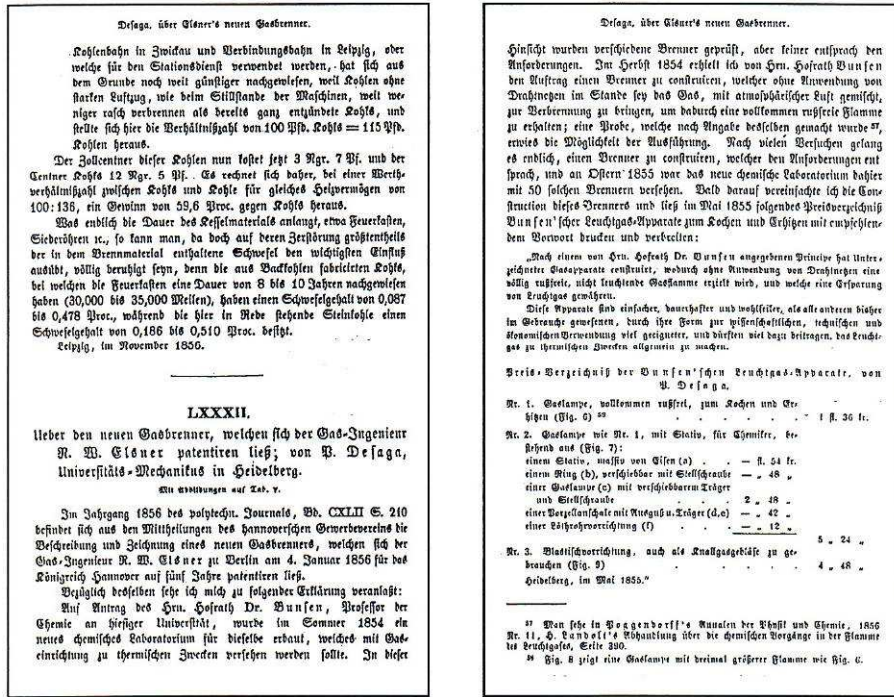 Desaga, über Elsner's neuen Gasbrenner.
Kohlenbahn in Zwickau und Verbindungsbahn in Leipzig, oder
welche für den Stationsdienst verwendet werden, hat sich aus
dem Grunde noch weit günstiger nachgewiesen, weil Kohlen ohne
starken Luftzug, wie beim Stillstande der Maschinen, weit we-
niger rasch verbrennen als bereits ganz entzündete Kohks, und
stellte sich hier die Verhältnißzahl von 100 Pfd. Kohks = 115 Pfd.
Kohlen heraus.
Der Zollcentner dieser Kohlen nun kostet jetzt 3 Ngr. 7 Pf. und der
Centner Kohks 12 Ngr. 5 Pf. Es rechnet sich daher, bei einer Werth-
verhältnißzahl zwischen Kohks und Kohle für gleiches Heizvermögen von
100:136, ein Gewinn von 59,6 Proc. gegen Kohks heraus.
Was endlich die Dauer des Kesselmaterials anlangt, etwa Feuerkasten,
Siederöhren ꝛc., so kann man, da doch auf deren Zerstörung größtentheils
der in dem Brennmaterial enthaltene Schwefel den wichtigsten Einfluß
ausübt, völlig beruhigt seyn, denn die aus Backkohlen fabricirten Kohks,
bei welchen die Feuerkasten eine Dauer von 8 bis 10 Jahren nachgewiesen
haben (30,000 bis 35,000 Meilen), haben einen Schwefelgehalt von 0,087
bis 0,478 Proc., während die hier in Rede stehende Steinkohle einen
Schwefelgehalt von 0,186 bis 0,510 Proc. besitzt.
Leipzig, im November 1856.
LXXXII.
Ueber den neuen Gasbrenner, welchen sich der Gas-Ingenieur
R. W. Elsner patentiren ließ; von P. Desaga,
Universitäts-Mechanikus in Heidelberg.
Mit Abbildungen auf Tab. V.
Im Jahrgang 1856 des polytechn. Journals, Bd. CXLII S. 210
befindet sich aus den Mittheilungen des hannoverschen Gewerbevereins die
Beschreibung und Zeichnung eines neuen Gasbrenners, welchen sich der
Gas-Ingenieur R. W. Elsner zu Berlin am 4. Januar 1856 für das
Königreich Hannover auf fünf Jahre patentiren ließ.
Bezüglich desselben sehe ich mich zu folgender Erklärung veranlaßt:
Auf Antrag des Hrn. Hofrath Dr. Bunsen, Professor der
Chemie an hiesiger Universität, wurde im Sommer 1854 ein
neues chemisches Laboratorium für dieselbe erbaut, welches mit Gas-
einrichtung zu thermischen Zwecken versehen werden sollte. In dieser
Desaga, über Elsner's neuen Gasbrenner.
Hinsicht wurden verschiedene Brenner geprüft, aber keiner entsprach den
Anforderungen. Im Herbst 1854 erhielt ich von Hrn. Hofrath Bunsen
den Auftrag einen Brenner zu construiren, welcher ohne Anwendung von
Drahtnetzen im Stande sey das Gas, mit atmosphärischer Luft gemischt,
zur Verbrennung zu bringen, um dadurch eine vollkommen rußfreie Flamme
zu erhalten; eine Probe, welche nach Angabe desselben gemacht wurde 57,
erwies die Möglichkeit der Ausführung. Nach vielen Versuchen gelang
es endlich, einen Brenner zu construiren, welcher den Anforderungen ent
sprach, und an Ostern 1855 war das neue chemische Laboratorium dahier
mit 50 solchen Brennern versehen. Bald darauf vereinfachte ich die Con-
struction dieses Brenners und ließ im Mai 1855 folgendes Preisverzeichniß
Bunsen'scher Leuchtgas-Apparate zum Kochen und Erhitzen mit empfehlen-
dem Vorwort drucken und verbreiten:
„Nach einem von Hrn. Hofrath Dr. Bunsen angegebenen Principe hat Unter-
zeichneter Gasapparate construirt, wodurch ohne Anwendung von Drahtnetzen eine
völlig rußfreie, nicht leuchtende Gasflamme erzielt wird, und welche eine Ersparung
von Leuchtgas gewähren.
Diese Apparate sind einfacher, dauerhafter und wohlfeiler, als alle anderen bisher
im Gebrauche gewesenen, durch ihre Form zur wissenschaftlichen, technischen und
ökonomischen Verwendung viel geeigneter, und dürften viel dazu beitragen, das Leucht-
gas zu thermischen Zwecken allgemein zu machen.
Preis-Verzeichniß der Bunsen'schen Leuchtgas-Apparate, von
P. Desaga.
Nr. 1. Gaslampe, vollkommen rußfrei, zum Kochen und Er-
hitzen (Fig. 6) 58 . . . . . 1 fl. 36 kr.
Nr. 2. Gaslampe wie Nr. 1, mit Stativ, für Chemiker, be-
stehend aus (Fig. 7):
einem Stativ, massiv von Eisen (a) . . — fl. 54 kr.
einem Ring (b), verschiebbar mit Stellschraube — „ 48 „
einer Gaslampe (c) mit verschiebbarem Träger
und Stellschraube . . . 2 „ 48 „
einer Porzellanschale mit Ausguß u. Träger (d,e) — „ 42 „
einer Löthrohrvorrichtung (f) . . — „ 12 „
5 „ 24 „
Nr. 3. Blastischvorrichtung, auch als Knallgasgebläse zu ge-
brauchen (Fig. 9) . . . . . 4 „ 48 „
Heidelberg, im Mai 1855.“
57 Man sehe in Poggendorff's Annalen der Physik und Chemie, 1856
Nr. 11, H. Landolt's Abhandlung über die chemischen Vorgänge in der Flamme
des Leuchtgases, Seite 390.
58 Fig. 8 zeigt eine Gaslampe mit dreimal größerer Flamme wie Fig. 6.